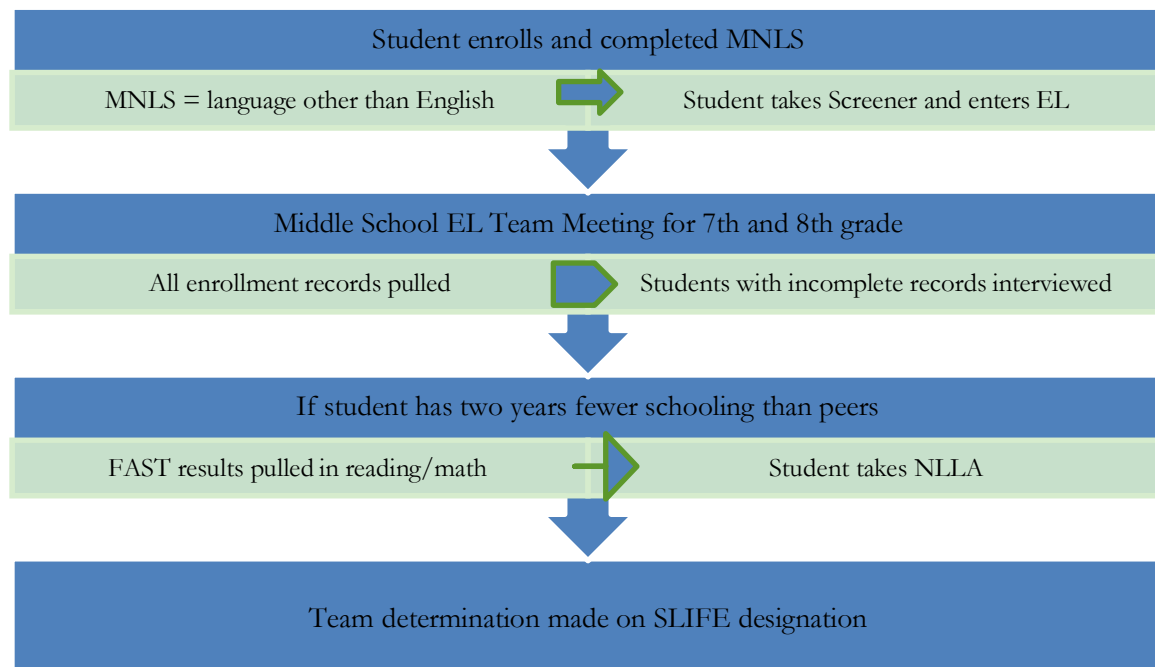 Student enrolls and completed MNLS
MNLS = language other than English
Student takes Screener and enters EL
Middle School EL Team Meeting for 7th and 8th grade
All enrollment records pulled
Students with incomplete records interviewed
If student has two years fewer schooling than peers
FAST results pulled in reading/math
Student takes NLLA
Team determination made on SLIFE designation